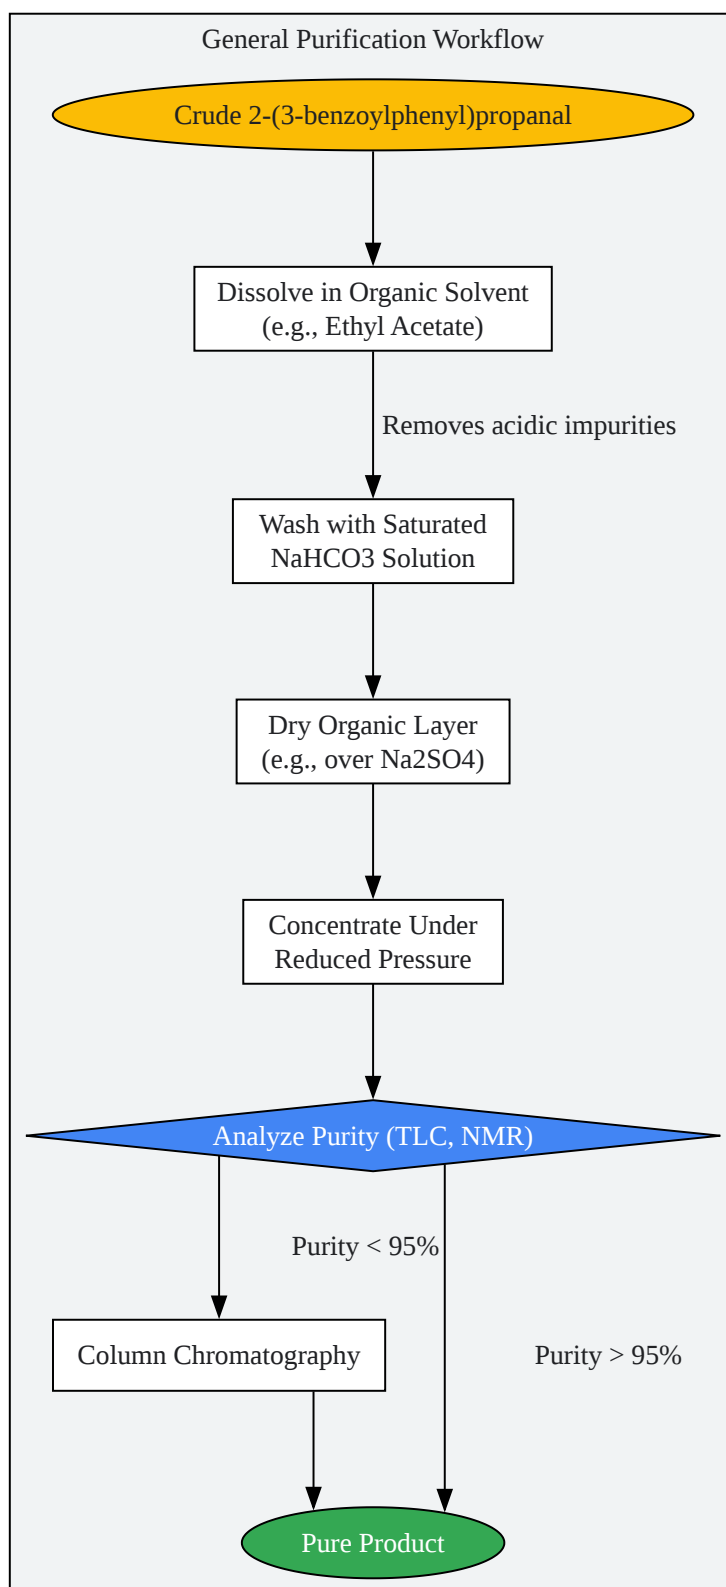 General Purification Workflow
Crude 2-(3-benzoylphenyl)propanal
Dissolve in Organic Solvent
(e.g., Ethyl Acetate)
Removes acidic impurities
Wash with Saturated
NaHCO3 Solution
Dry Organic Layer
(e.g., over Na2SO4)
Concentrate Under
Reduced Pressure
Analyze Purity (TLC, NMR)
Purity < 95%
Column Chromatography
Purity > 95%
Pure Product